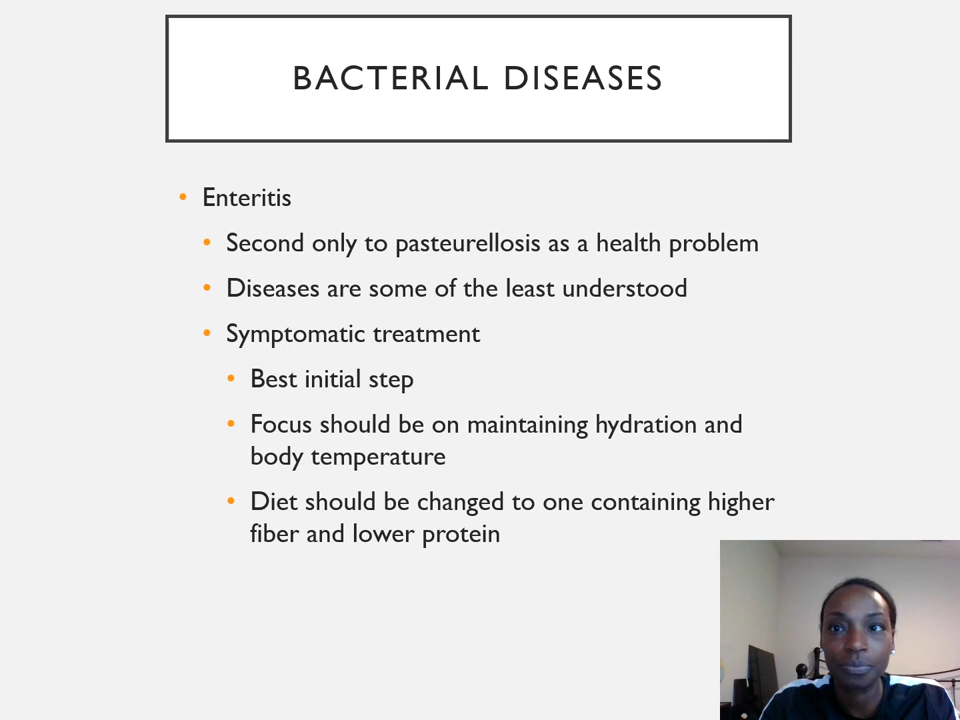 BACTERIAL DISEASES
• Enteritis
• Second only to pasteurellosis as a health problem
• Diseases are some of the least understood
• Symptomatic treatment
• Best initial step
• Focus should be on maintaining hydration and
body temperature
• Diet should be changed to one containing higher
fiber and lower protein